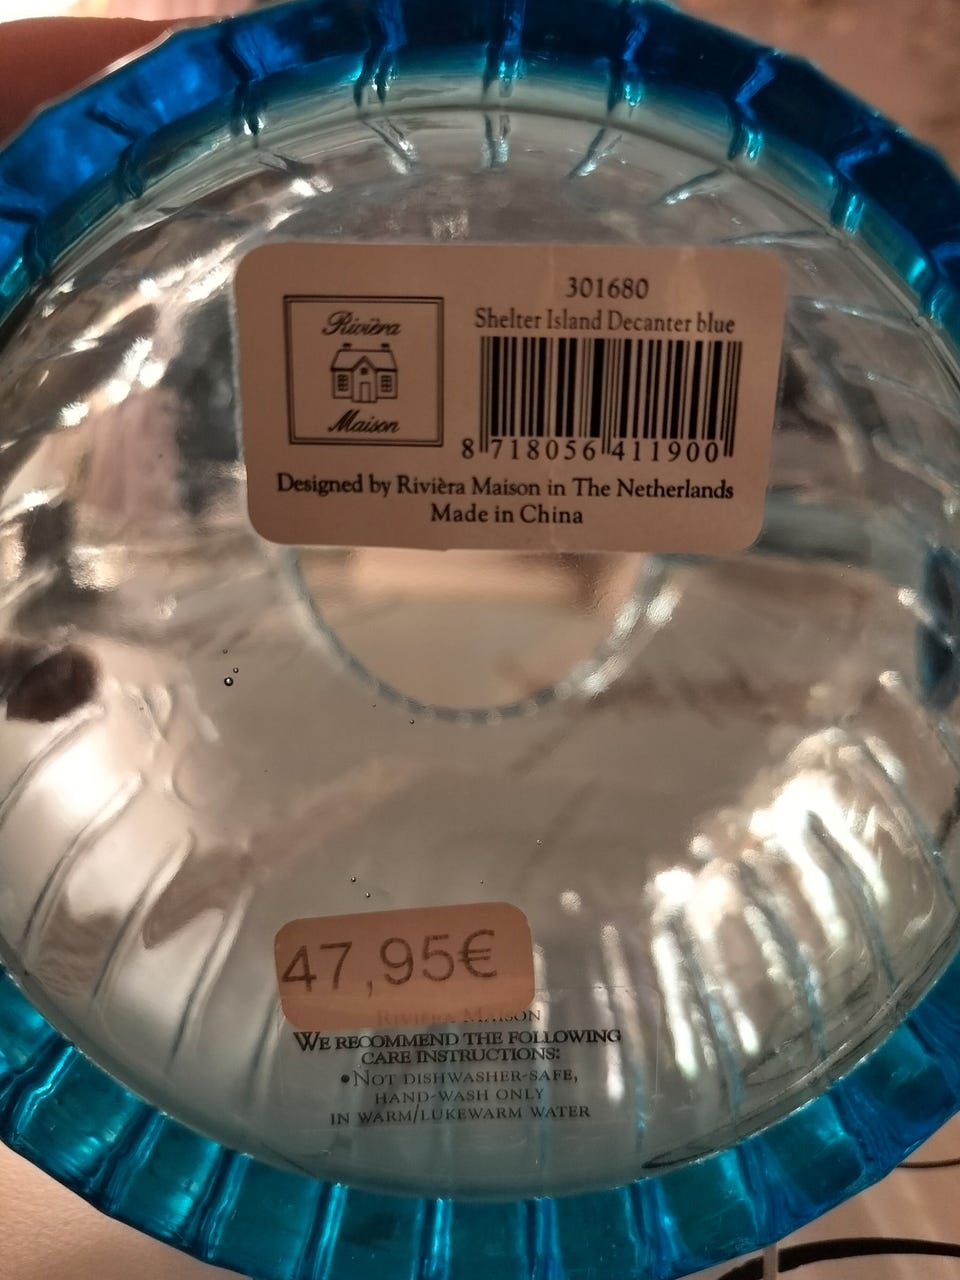 Rivièra
Maison
301680
Shelter Island Decanter blue
8 718056 411900
Designed by Rivièra Maison in The Netherlands
Made in China
47,95€
RIVIÈRA MAISON
WE RECOMMEND THE FOLLOWING
CARE INSTRUCTIONS:
•NOT DISHWASHER-SAFE,
HAND-WASH ONLY
IN WARM/LUKEWARM WATER